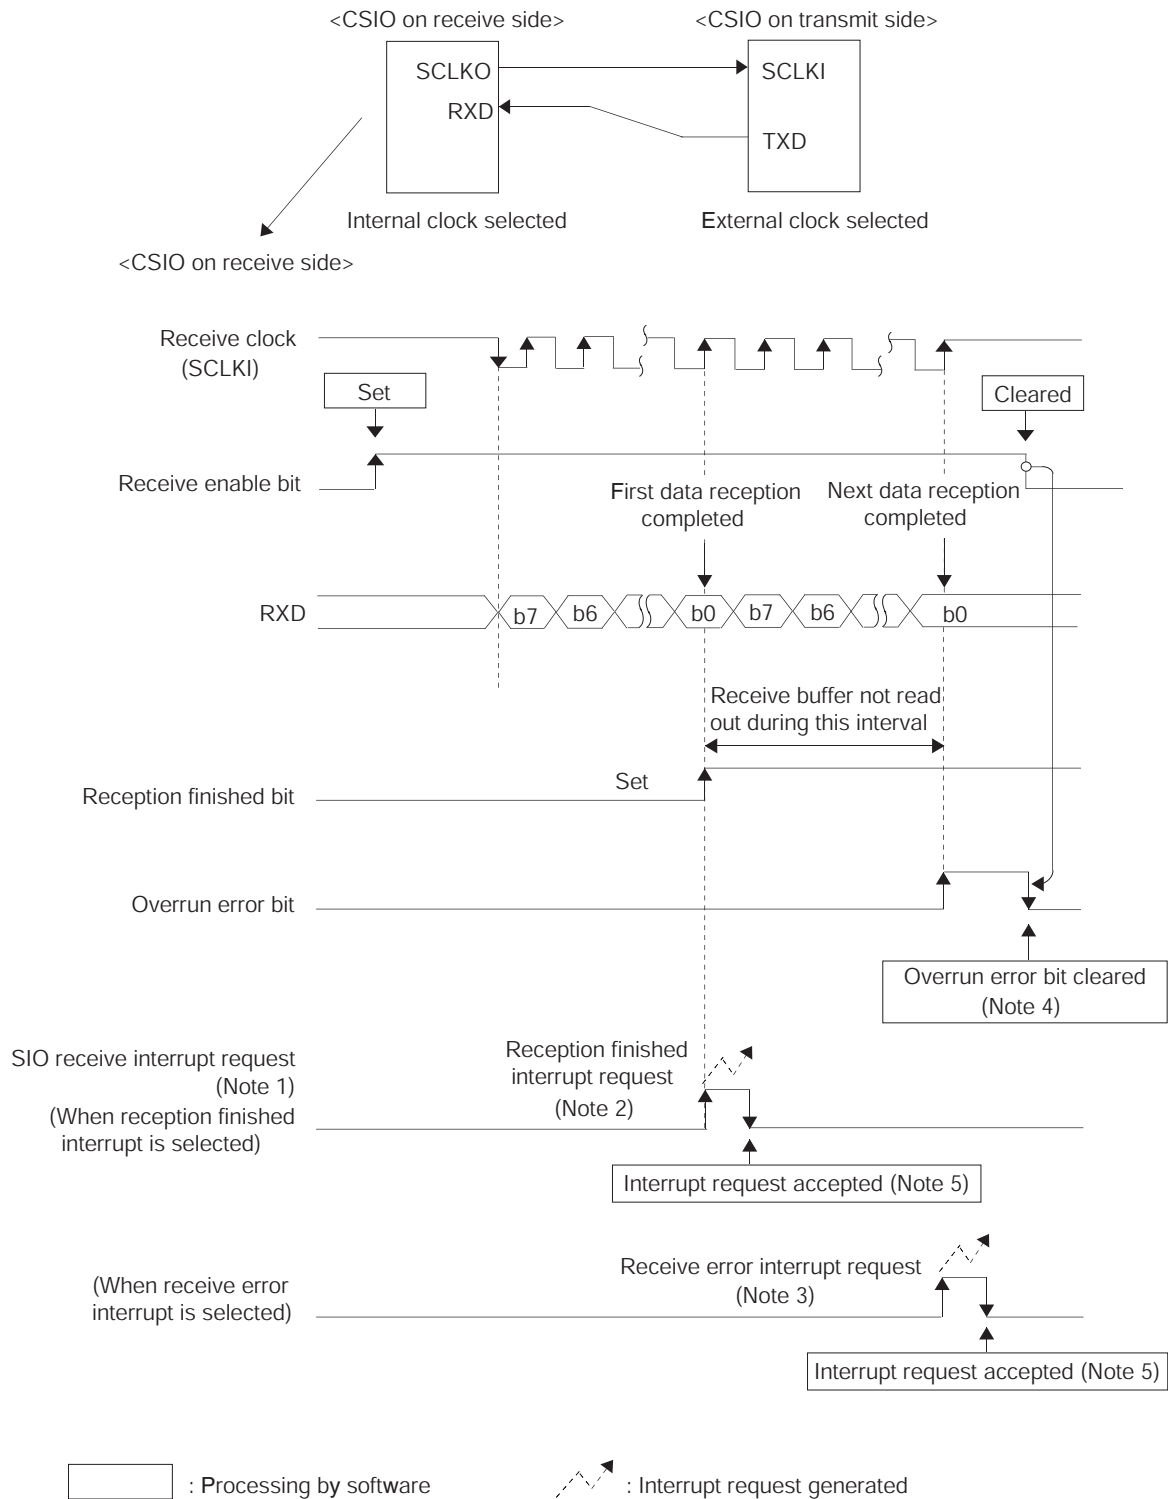 <CSIO on receive side>
<CSIO on transmit side>
SCLKO
SCLKI
RXD
TXD
Internal clock selected
External clock selected
<CSIO on receive side>
Receive clock
(SCLKI)
Set
Cleared
Receive enable bit
First data reception
completed
Next data reception
completed
RXD
b7
b6
b0
b7
b6
b0
Receive buffer not read
out during this interval
Set
Reception finished bit
Overrun error bit
Overrun error bit cleared
(Note 4)
SIO receive interrupt request
(Note 1)
(When reception finished
interrupt is selected)
Reception finished
interrupt request
(Note 2)
Interrupt request accepted (Note 5)
(When receive error
interrupt is selected)
Receive error interrupt request
(Note 3)
Interrupt request accepted (Note 5)
: Processing by software
: Interrupt request generated